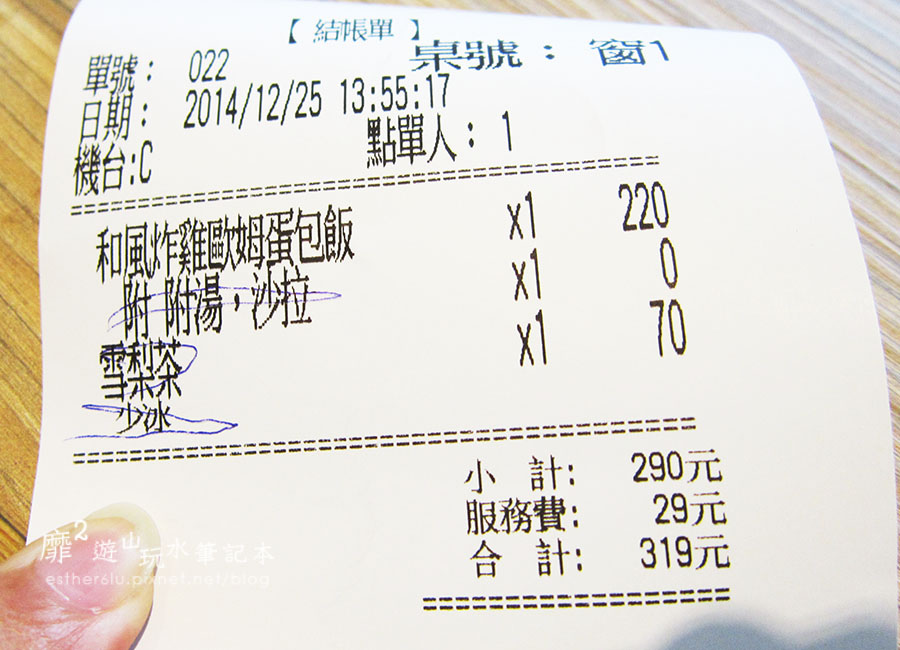 【 結帳單 】
單號： 022 桌號： 窗1
日期： 2014/12/25 13:55:17
機台:C 點單人： 1
和風炸雞歐姆蛋包飯 x1 220
附 附湯，沙拉 x1 0
雪梨茶 x1 70
少冰
小 計: 290元
服務費: 29元
合 計: 319元
靡2 遊山玩水筆記本
esther6lu.pixnet.net/blog